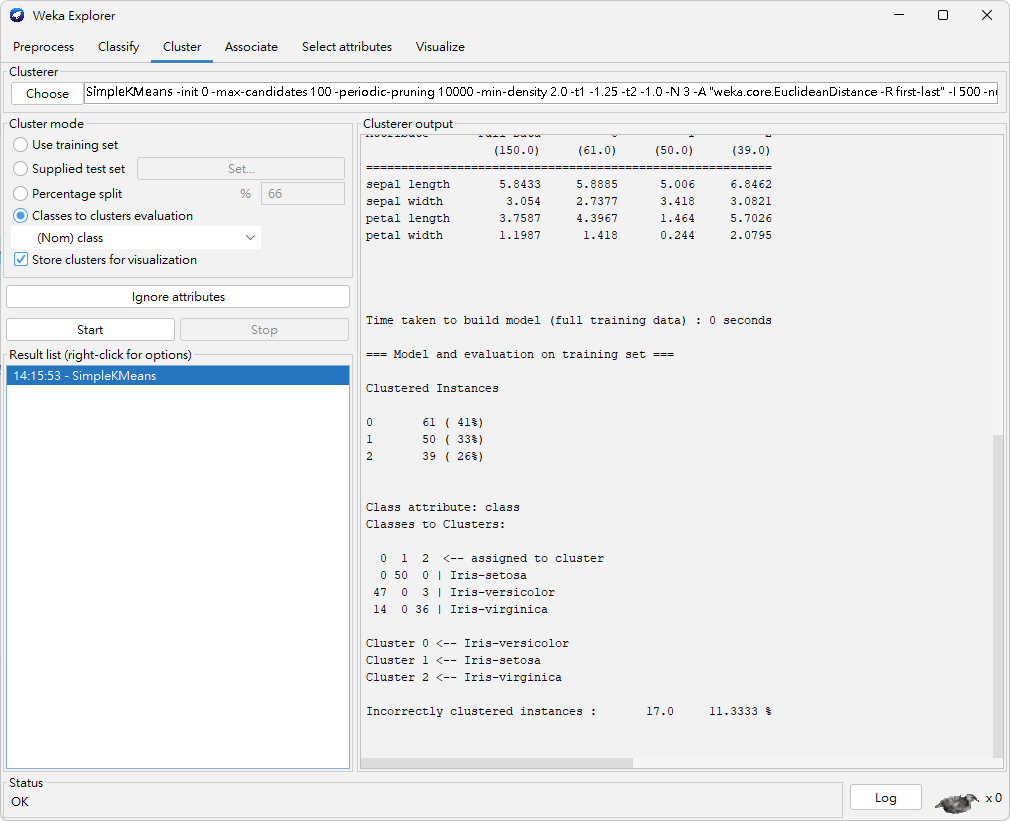 Weka Explorer
Preprocess Classify Cluster Associate Select attributes Visualize
Clusterer
Choose SimpleKMeans -init 0 -max-candidates 100 -periodic-pruning 10000 -min-density 2.0 -t1 -1.25 -t2 -1.0 -N 3 -A "weka.core.EuclideanDistance -R first-last" -I 500
Cluster mode
Use training set
Supplied test set Set...
Percentage split % 66
Classes to clusters evaluation
(Nom) class
Store clusters for visualization
Ignore attributes
Start Stop
Result list (right-click for options)
14:15:53 - SimpleKMeans
Clusterer output
(150.0) (61.0) (50.0) (39.0)
==========================================================
sepal length 5.8433 5.8885 5.006 6.8462
sepal width 3.054 2.7377 3.418 3.0821
petal length 3.7587 4.3967 1.464 5.7026
petal width 1.1987 1.418 0.244 2.0795
Time taken to build model (full training data) : 0 seconds
=== Model and evaluation on training set ===
Clustered Instances
0 61 ( 41%)
1 50 ( 33%)
2 39 ( 26%)
Class attribute: class
Classes to Clusters:
0 1 2 <-- assigned to cluster
0 50 0 | Iris-setosa
47 0 3 | Iris-versicolor
14 0 36 | Iris-virginica
Cluster 0 <-- Iris-versicolor
Cluster 1 <-- Iris-setosa
Cluster 2 <-- Iris-virginica
Incorrectly clustered instances : 17.0 11.3333 %
Status
OK
Log x 0